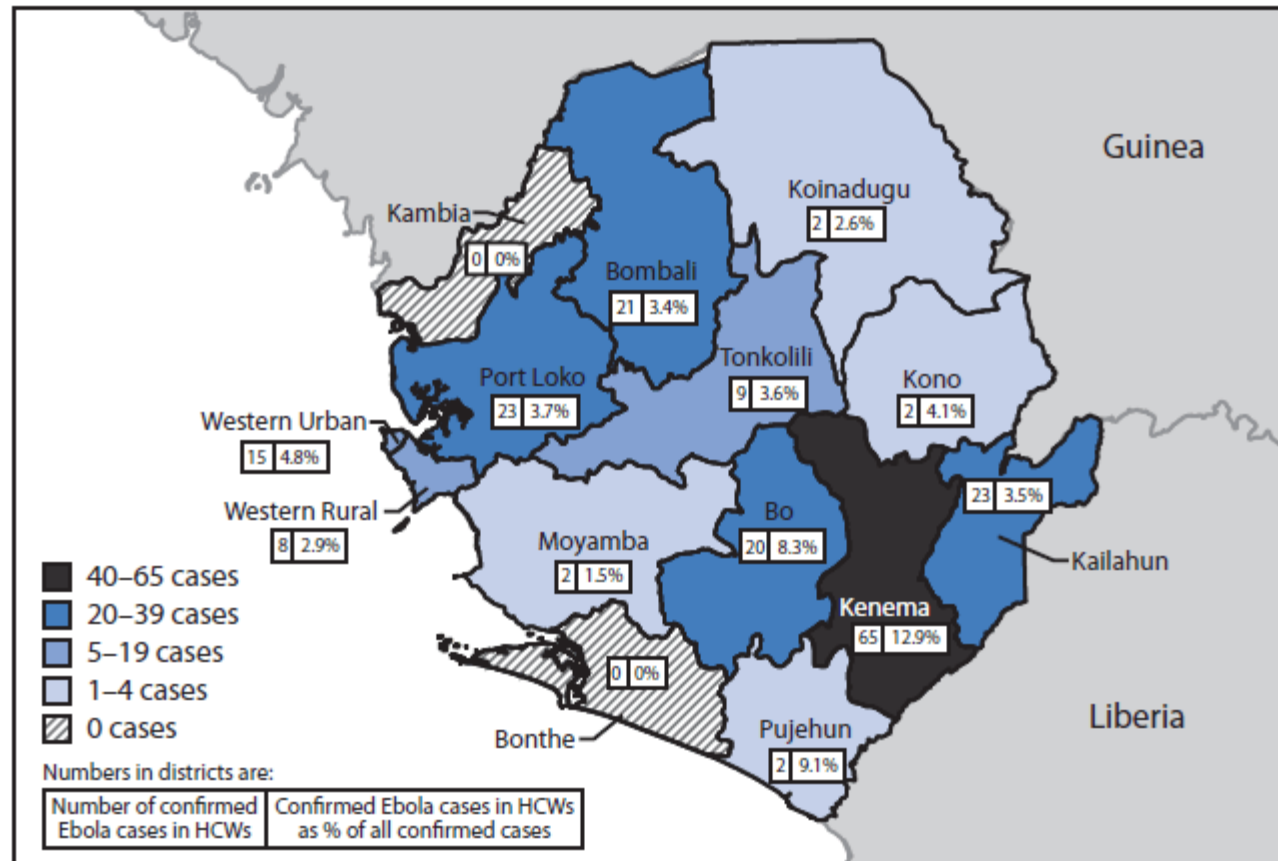 Guinea
Koinadugu
2 2.6%
Kambia
0 0%
Bombali
21 3.4%
Tonkolili
9 3.6%
Port Loko
23 3.7%
Kono
2 4.1%
Western Urban
15 4.8%
Western Rural
8 2.9%
23 3.5%
Kailahun
Bo
20 8.3%
Moyamba
2 1.5%
Kenema
65 12.9%
0 0%
Bonthe
Pujehun
2 9.1%
Liberia
40–65 cases
20–39 cases
5–19 cases
1–4 cases
0 cases
Numbers in districts are:
Number of confirmed
Ebola cases in HCWs
Confirmed Ebola cases in HCWs
as % of all confirmed cases